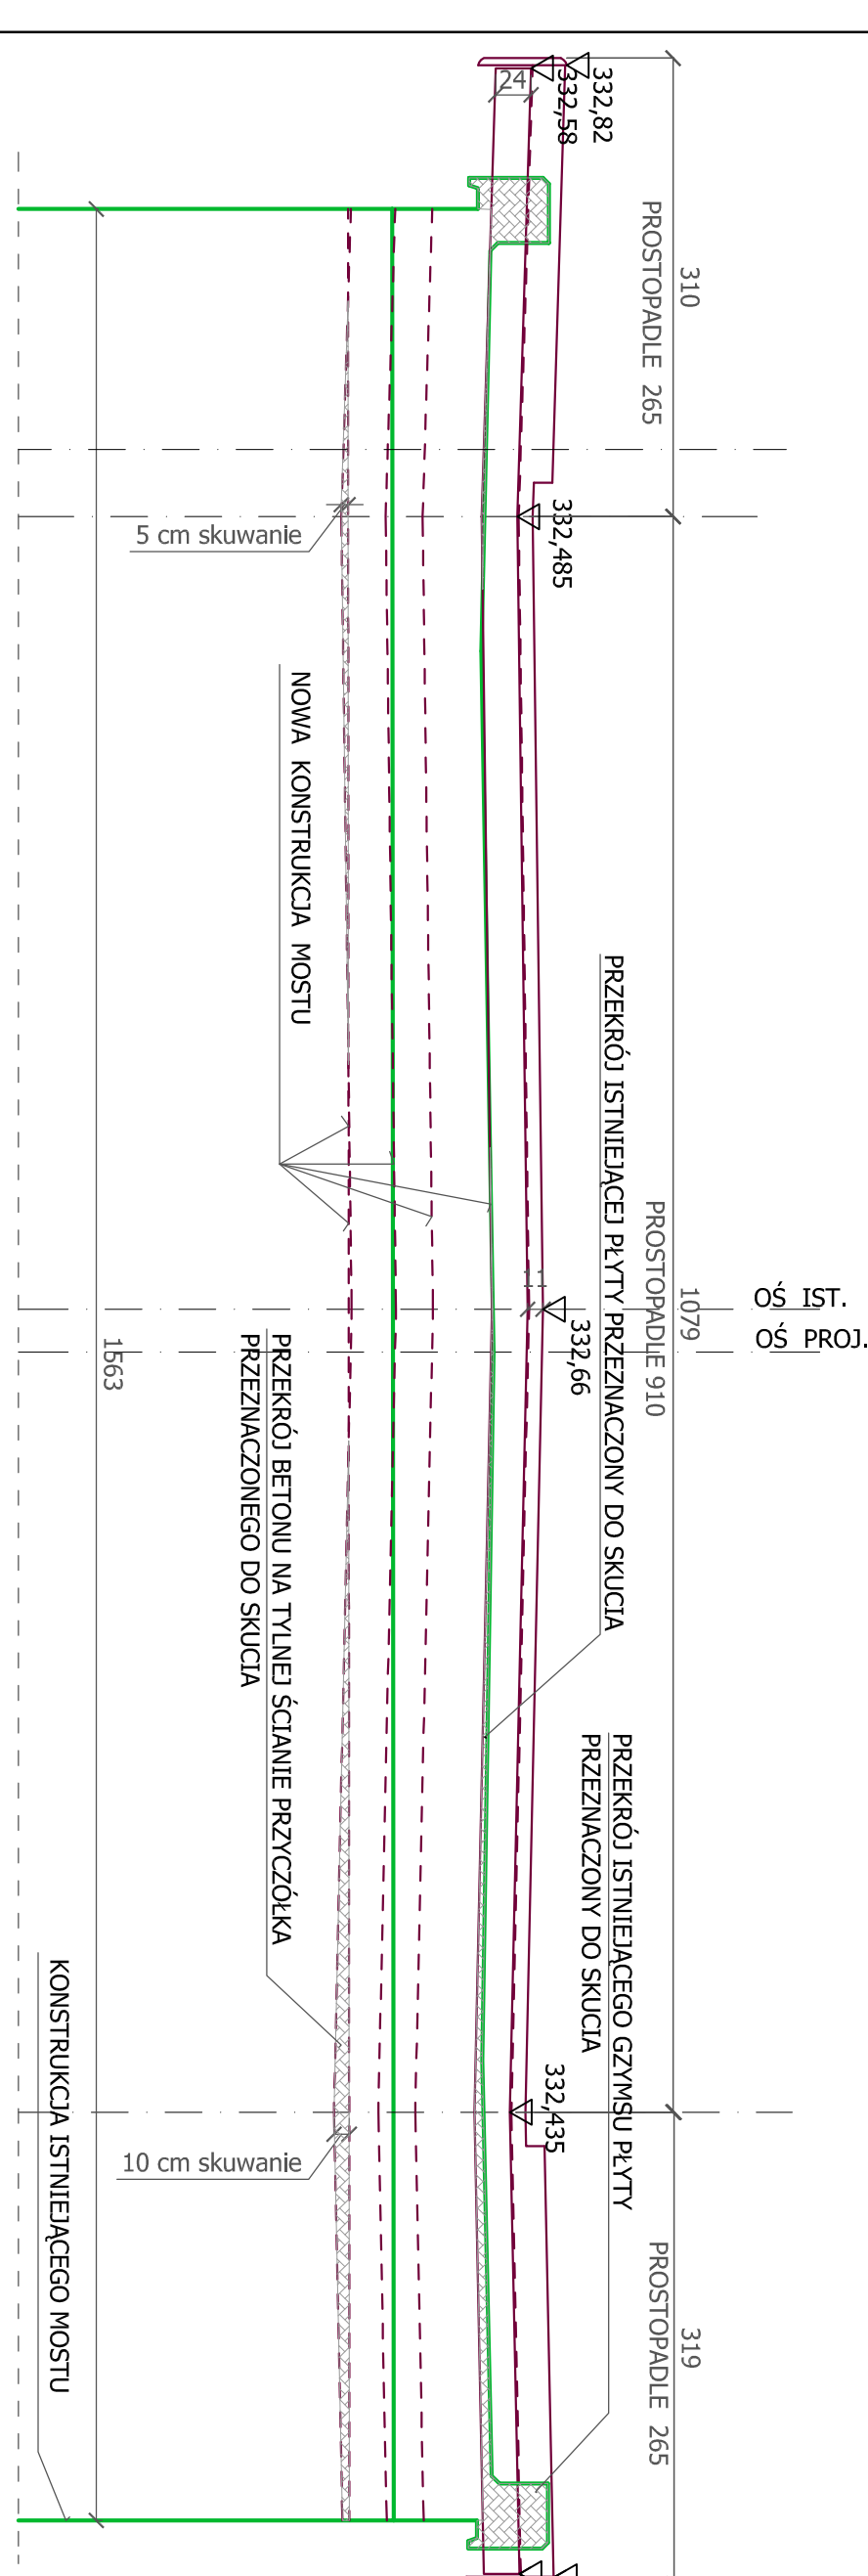 24
332,58
332,82
310
PROSTOPADLE 265
332,485
5 cm skuwanie
NOWA KONSTRUKCJA MOSTU
PRZEKRÓJ ISTNIEJĄCEJ PŁYTY PRZEZNACZONY DO SKUCIA
1079
PROSTOPADLE 910
11
332,66
OŚ IST.
OŚ PROJ.
1563
PRZEKRÓJ BETONU NA TYLNEJ ŚCIANIE PRZYCZÓŁKA
PRZEZNACZONEGO DO SKUCIA
PRZEKRÓJ ISTNIEJĄCEGO GZYMSU PŁYTY
PRZEZNACZONY DO SKUCIA
332,435
10 cm skuwanie
KONSTRUKCJA ISTNIEJĄCEGO MOSTU
319
PROSTOPADLE 265